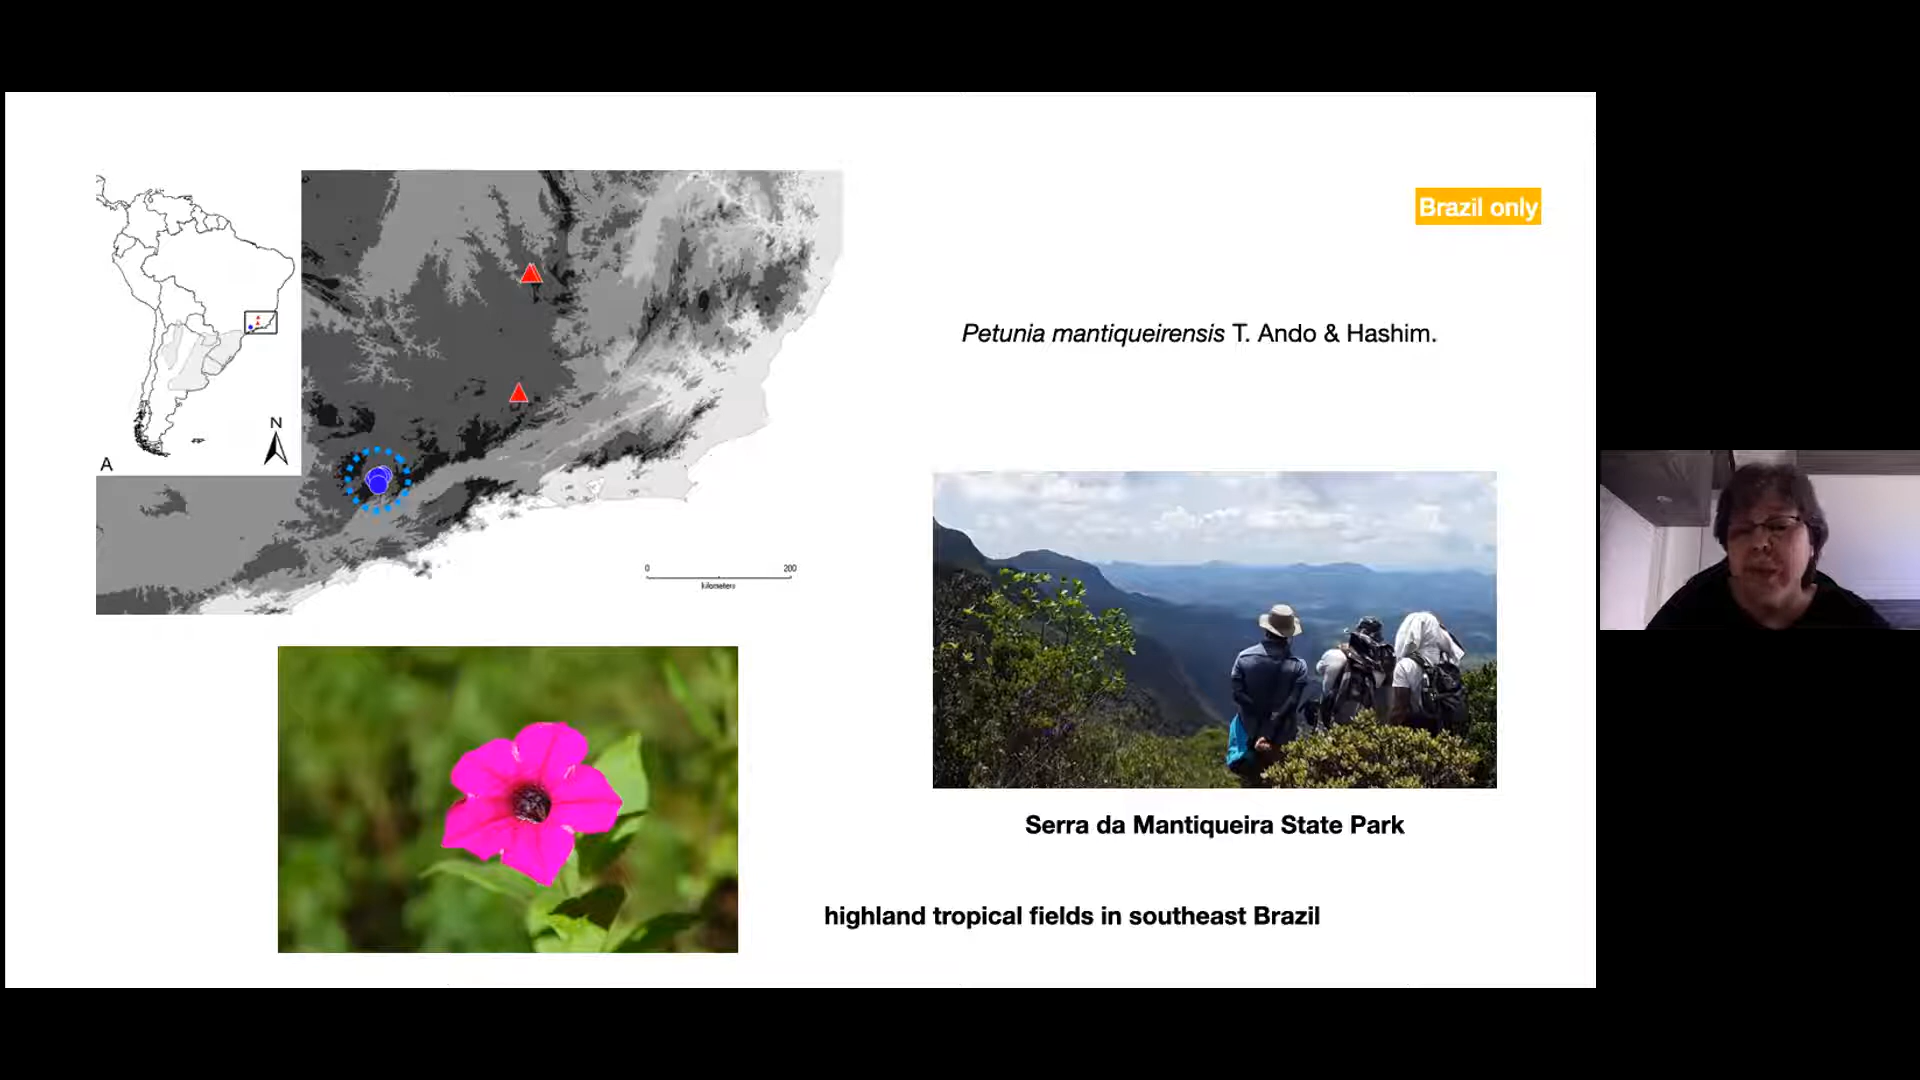 Brazil only
Petunia mantiqueirensis T. Ando & Hashim.
N
A
0 200
kilometers
Serra da Mantiqueira State Park
highland tropical fields in southeast Brazil